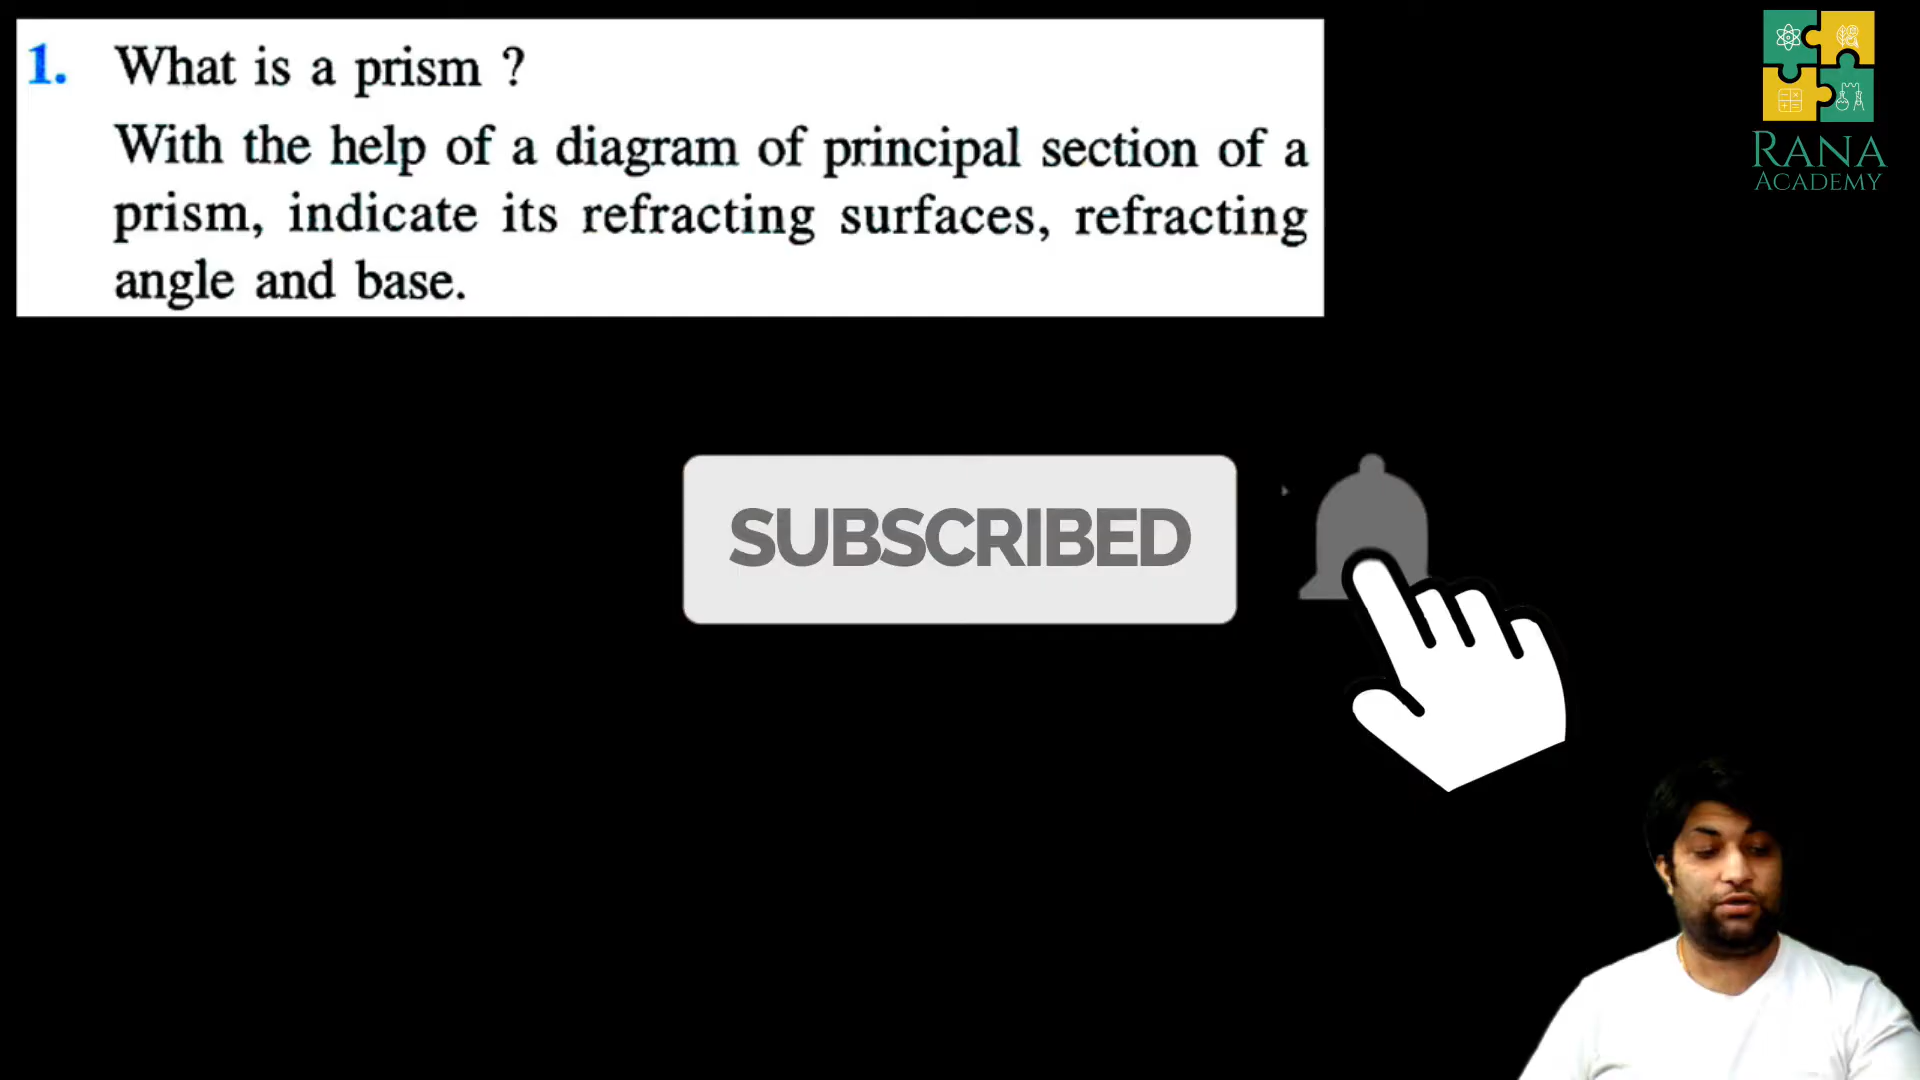 1. What is a prism ?
With the help of a diagram of principal section of a
prism, indicate its refracting surfaces, refracting
angle and base.
RANA
ACADEMY
SUBSCRIBED